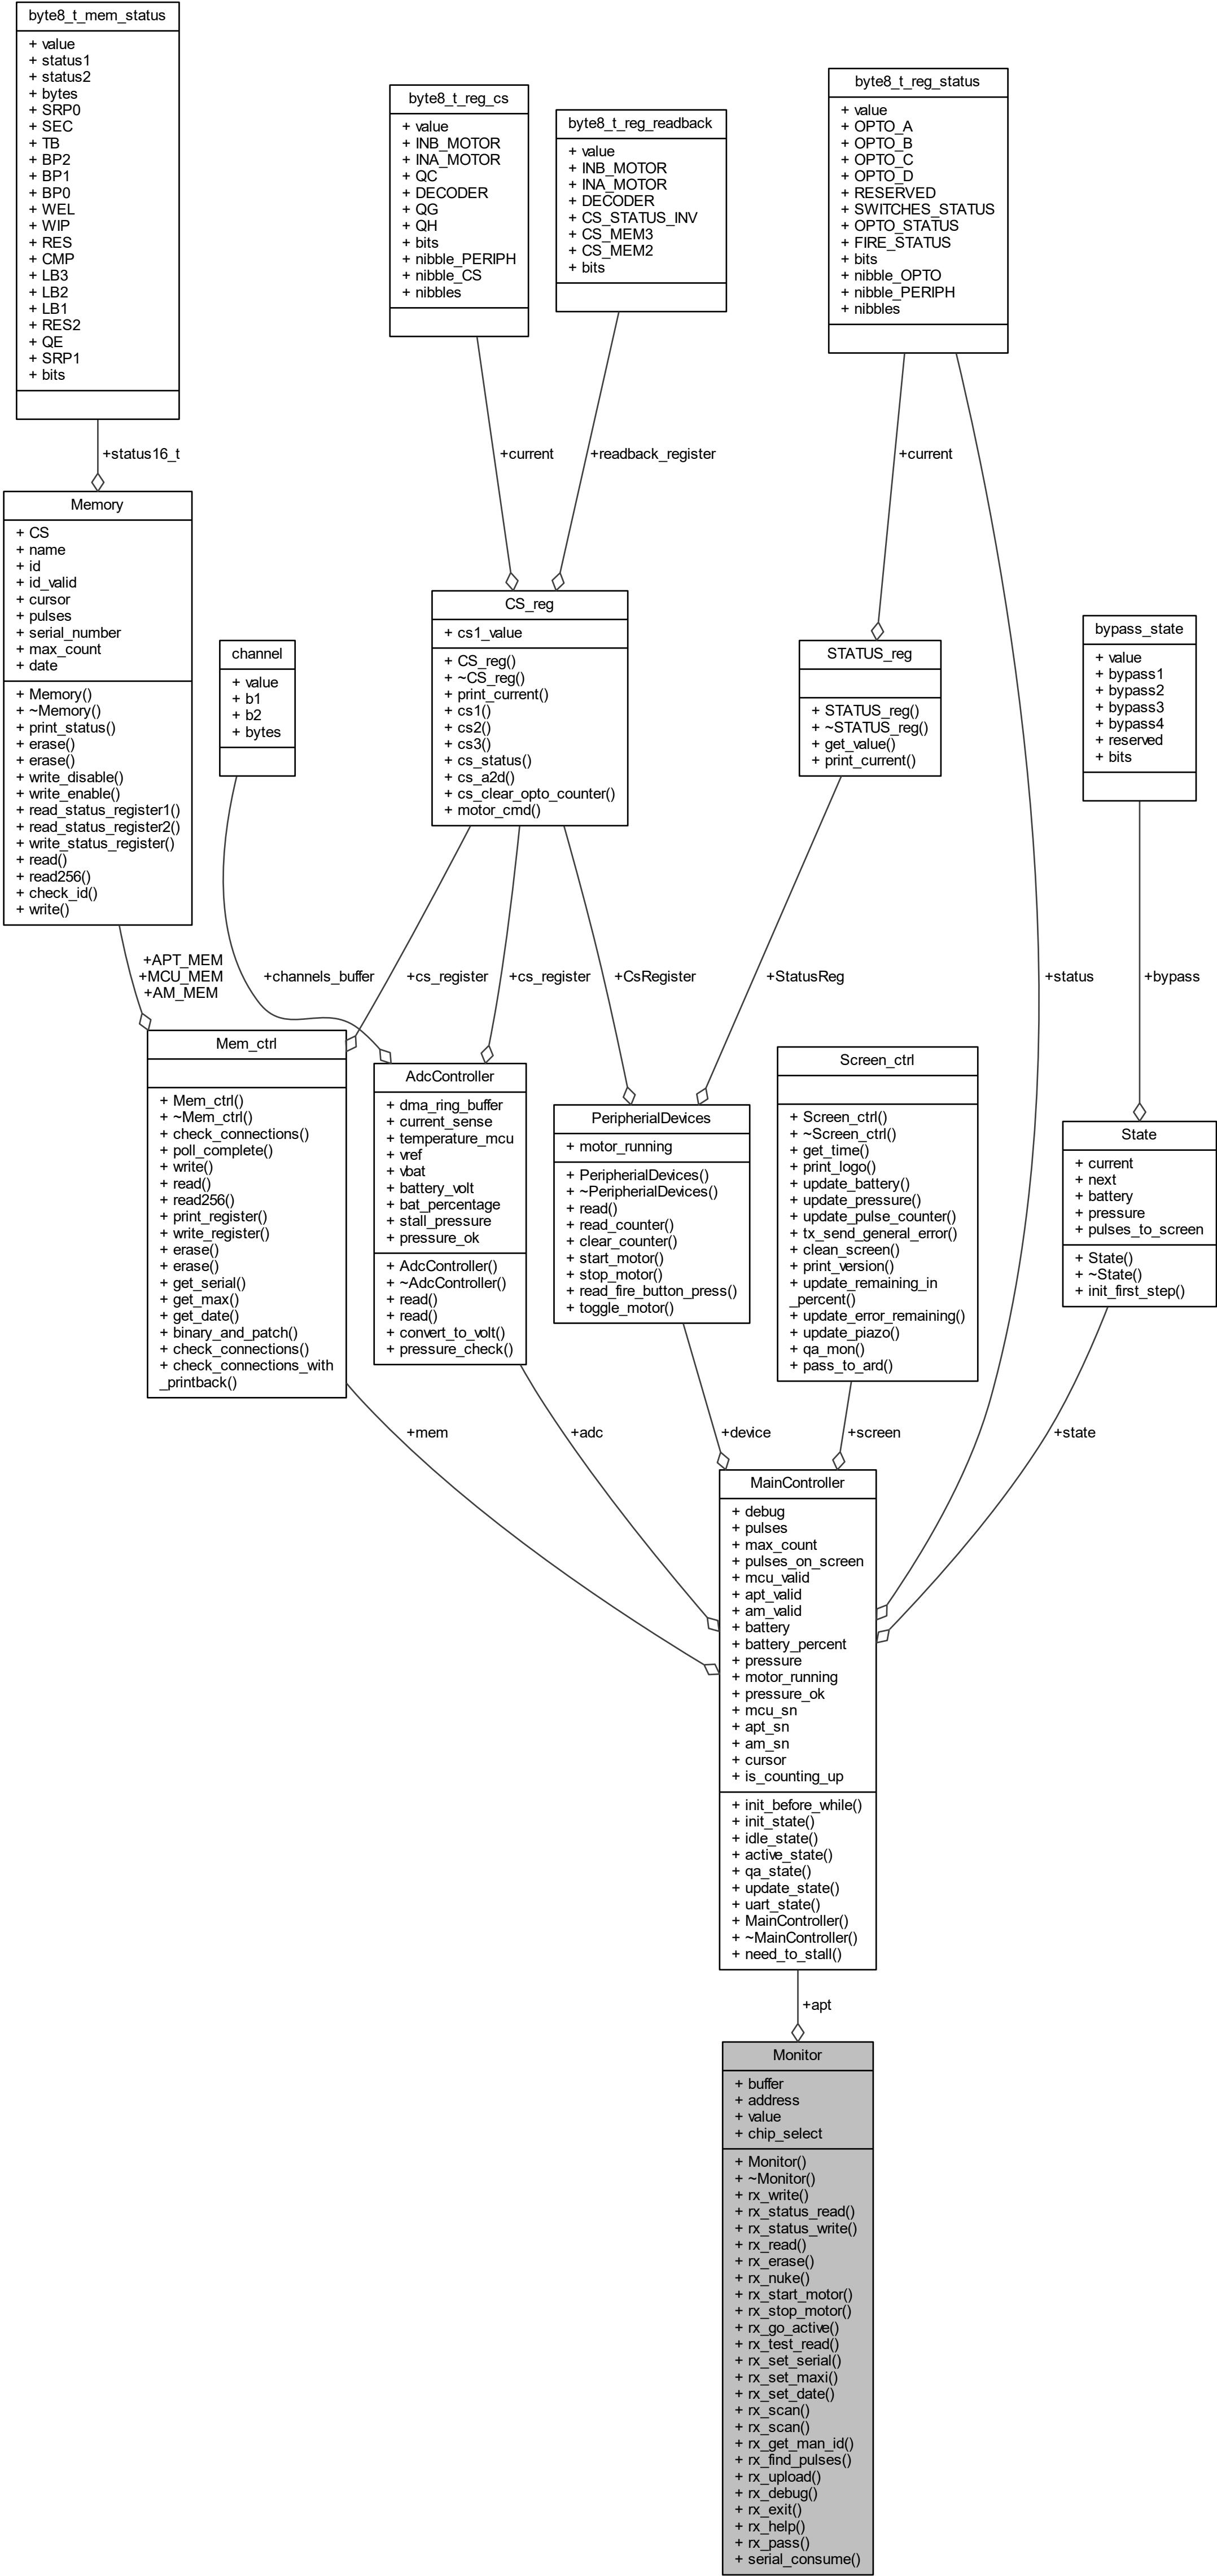 byte8_t_mem_status
+ value
+ status1
+ status2
+ bytes
+ SRP0
+ SEC
+ TB
+ BP2
+ BP1
+ BP0
+ WEL
+ WIP
+ RES
+ CMP
+ LB3
+ LB2
+ LB1
+ RES2
+ QE
+ SRP1
+ bits
byte8_t_reg_cs
+ value
+ INB_MOTOR
+ INA_MOTOR
+ QC
+ DECODER
+ QG
+ QH
+ bits
+ nibble_PERIPH
+ nibble_CS
+ nibbles
byte8_t_reg_readback
+ value
+ INB_MOTOR
+ INA_MOTOR
+ DECODER
+ CS_STATUS_INV
+ CS_MEM3
+ CS_MEM2
+ bits
byte8_t_reg_status
+ value
+ OPTO_A
+ OPTO_B
+ OPTO_C
+ OPTO_D
+ RESERVED
+ SWITCHES_STATUS
+ OPTO_STATUS
+ FIRE_STATUS
+ bits
+ nibble_OPTO
+ nibble_PERIPH
+ nibbles
+status16_t
+current
+readback_register
+current
Memory
+ CS
+ name
+ id
+ id_valid
+ cursor
+ pulses
+ serial_number
+ max_count
+ date
+ Memory()
+ ~Memory()
+ print_status()
+ erase()
+ erase()
+ write_disable()
+ write_enable()
+ read_status_register1()
+ read_status_register2()
+ write_status_register()
+ read()
+ read256()
+ check_id()
+ write()
channel
+ value
+ b1
+ b2
+ bytes
CS_reg
+ cs1_value
+ CS_reg()
+ ~CS_reg()
+ print_current()
+ cs1()
+ cs2()
+ cs3()
+ cs_status()
+ cs_a2d()
+ cs_clear_opto_counter()
+ motor_cmd()
STATUS_reg
+ STATUS_reg()
+ ~STATUS_reg()
+ get_value()
+ print_current()
bypass_state
+ value
+ bypass1
+ bypass2
+ bypass3
+ bypass4
+ reserved
+ bits
+APT_MEM
+MCU_MEM
+AM_MEM
+channels_buffer
+cs_register
+cs_register
+CsRegister
+StatusReg
+status
+bypass
Mem_ctrl
+ Mem_ctrl()
+ ~Mem_ctrl()
+ check_connections()
+ poll_complete()
+ write()
+ read()
+ read256()
+ print_register()
+ write_register()
+ erase()
+ erase()
+ get_serial()
+ get_max()
+ get_date()
+ binary_and_patch()
+ check_connections()
+ check_connections_with
_printback()
AdcController
+ dma_ring_buffer
+ current_sense
+ temperature_mcu
+ vref
+ vbat
+ battery_volt
+ bat_percentage
+ stall_pressure
+ pressure_ok
+ AdcController()
+ ~AdcController()
+ read()
+ read()
+ convert_to_volt()
+ pressure_check()
PeripherialDevices
+ motor_running
+ PeripherialDevices()
+ ~PeripherialDevices()
+ read()
+ read_counter()
+ clear_counter()
+ start_motor()
+ stop_motor()
+ read_fire_button_press()
+ toggle_motor()
Screen_ctrl
+ Screen_ctrl()
+ ~Screen_ctrl()
+ get_time()
+ print_logo()
+ update_battery()
+ update_pressure()
+ update_pulse_counter()
+ tx_send_general_error()
+ clean_screen()
+ print_version()
+ update_remaining_in
_percent()
+ update_error_remaining()
+ update_piazo()
+ qa_mon()
+ pass_to_ard()
State
+ current
+ next
+ battery
+ pressure
+ pulses_to_screen
+ State()
+ ~State()
+ init_first_step()
+mem
+adc
+device
+screen
+state
MainController
+ debug
+ pulses
+ max_count
+ pulses_on_screen
+ mcu_valid
+ apt_valid
+ am_valid
+ battery
+ battery_percent
+ pressure
+ motor_running
+ pressure_ok
+ mcu_sn
+ apt_sn
+ am_sn
+ cursor
+ is_counting_up
+ init_before_while()
+ init_state()
+ idle_state()
+ active_state()
+ qa_state()
+ update_state()
+ uart_state()
+ MainController()
+ ~MainController()
+ need_to_stall()
+apt
Monitor
+ buffer
+ address
+ value
+ chip_select
+ Monitor()
+ ~Monitor()
+ rx_write()
+ rx_status_read()
+ rx_status_write()
+ rx_read()
+ rx_erase()
+ rx_nuke()
+ rx_start_motor()
+ rx_stop_motor()
+ rx_go_active()
+ rx_test_read()
+ rx_set_serial()
+ rx_set_maxi()
+ rx_set_date()
+ rx_scan()
+ rx_scan()
+ rx_get_man_id()
+ rx_find_pulses()
+ rx_upload()
+ rx_debug()
+ rx_exit()
+ rx_help()
+ rx_pass()
+ serial_consume()